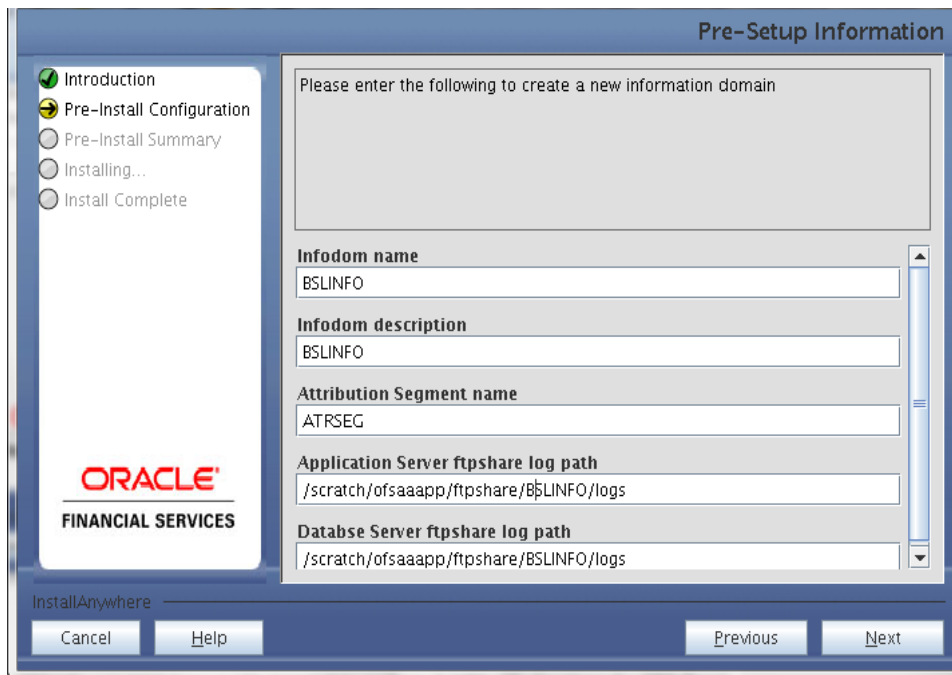 Pre-Setup Information
Introduction
Pre-Install Configuration
Pre-Install Summary
Installing...
Install Complete
ORACLE
FINANCIAL SERVICES
Please enter the following to create a new information domain
Infodom name
BSLINFO
Infodom description
BSLINFO
Attribution Segment name
ATRSEG
Application Server ftpshare log path
/scratch/ofsaaapp/ftpshare/BSLINFO/logs
Databse Server ftpshare log path
/scratch/ofsaaapp/ftpshare/BSLINFO/logs
InstallAnywhere
Cancel Help Previous Next